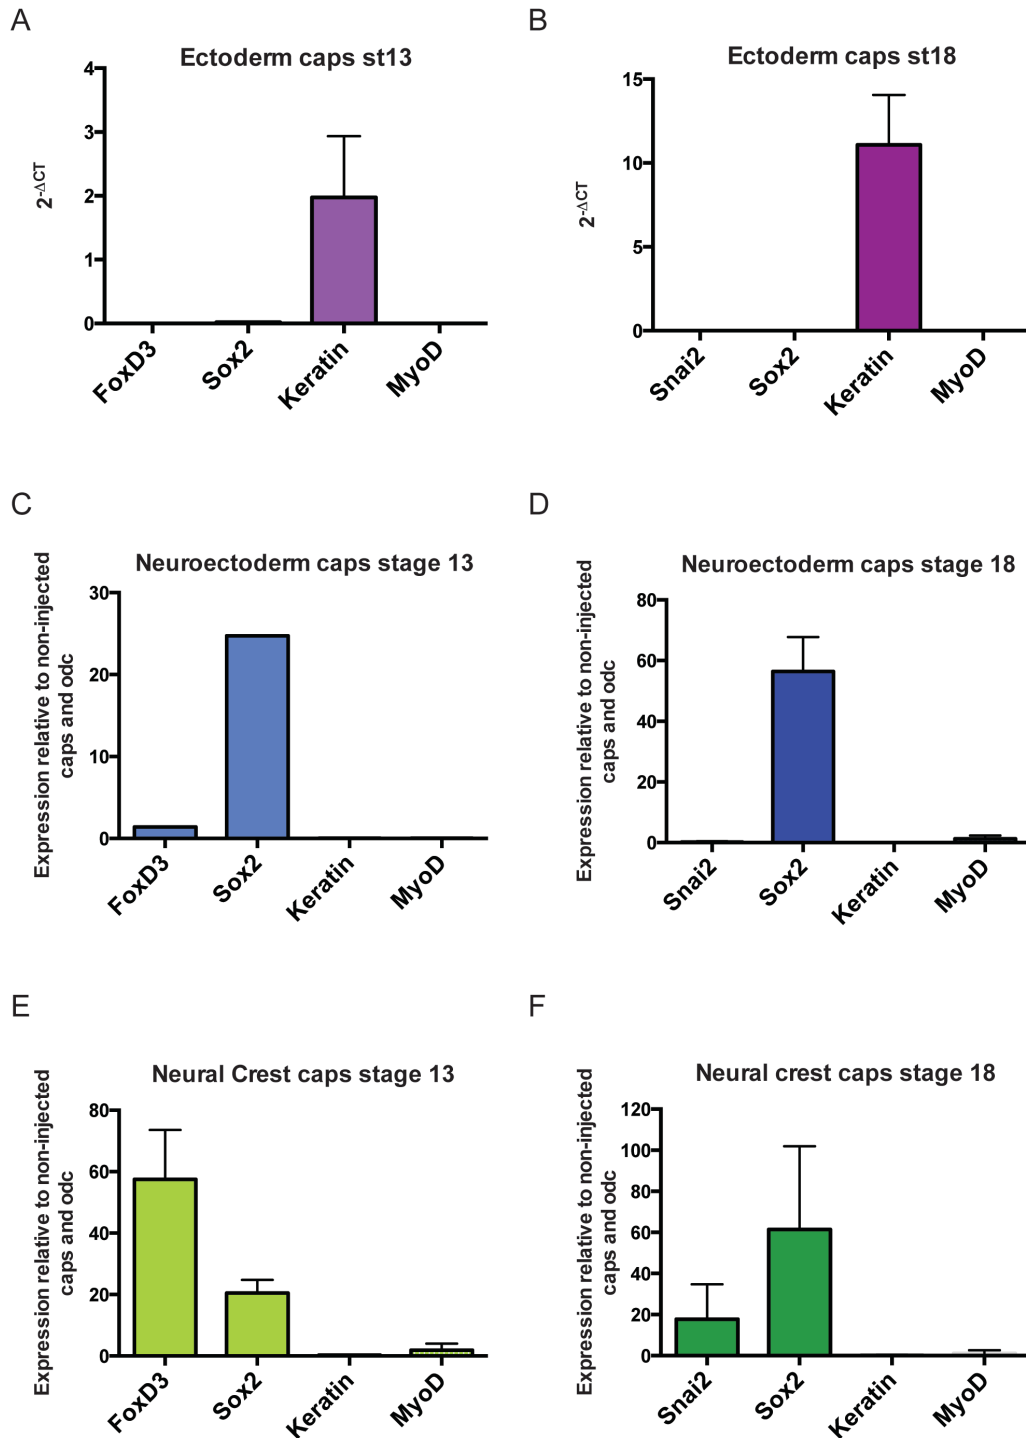 A
Ectoderm caps st13
2-ΔCT
4
3
2
1
0
FoxD3
Sox2
Keratin
MyoD
B
Ectoderm caps st18
2-ΔCT
15
10
5
0
Snai2
Sox2
Keratin
MyoD
C
Neuroectoderm caps stage 13
Expression relative to non-injected
caps and odc
30
20
10
0
FoxD3
Sox2
Keratin
MyoD
D
Neuroectoderm caps stage 18
Expression relative to non-injected
caps and odc
80
60
40
20
0
Snai2
Sox2
Keratin
MyoD
E
Neural Crest caps stage 13
Expression relative to non-injected
caps and odc
80
60
40
20
0
FoxD3
Sox2
Keratin
MyoD
F
Neural crest caps stage 18
Expression relative to non-injected
caps and odc
120
100
80
60
40
20
0
Snai2
Sox2
Keratin
MyoD